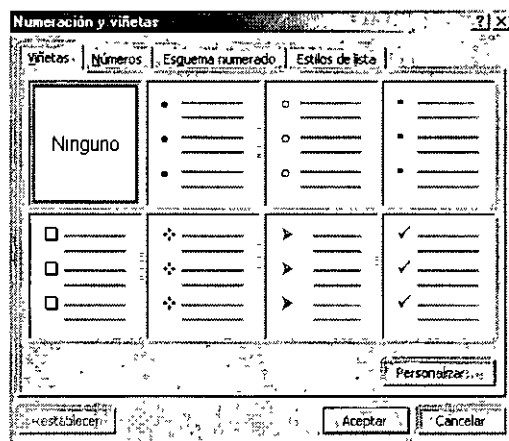 Numeración y viñetas
Viñetas Números Esquema numerado Estilos de lista
Ninguno
Personalizar...
Restablecer Aceptar Cancelar